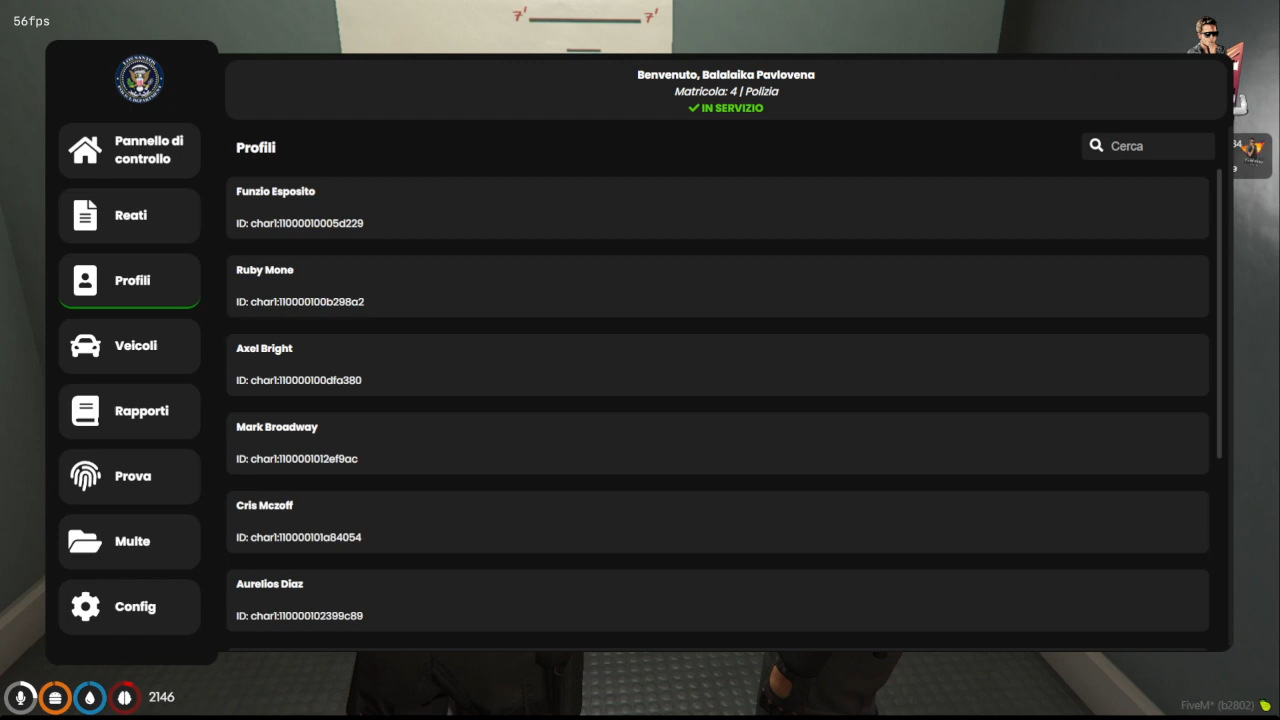 56fps
7' 7'
Benvenuto, Balalaika Pavlovena
Matricola: 4 | Polizia
IN SERVIZIO
Pannello di
controllo
Reati
Profili
Veicoli
Rapporti
Prova
Multe
Config
Profili
Cerca
Funzio Esposito
ID: char1:11000010005d229
Ruby Mone
ID: char1:110000100b298a2
Axel Bright
ID: char1:110000100dfa380
Mark Broadway
ID: char1:1100001012ef9ac
Cris Mczoff
ID: char1:110000101a84054
Aurelios Diaz
ID: char1:110000102399c89
2146
FiveM* (b2802)